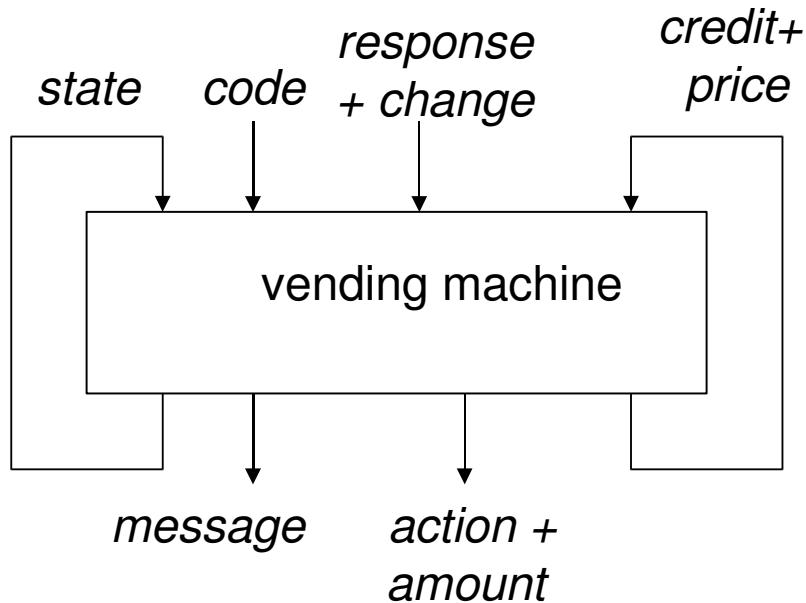 state
code
response
+ change
credit+
price
vending machine
message
action +
amount